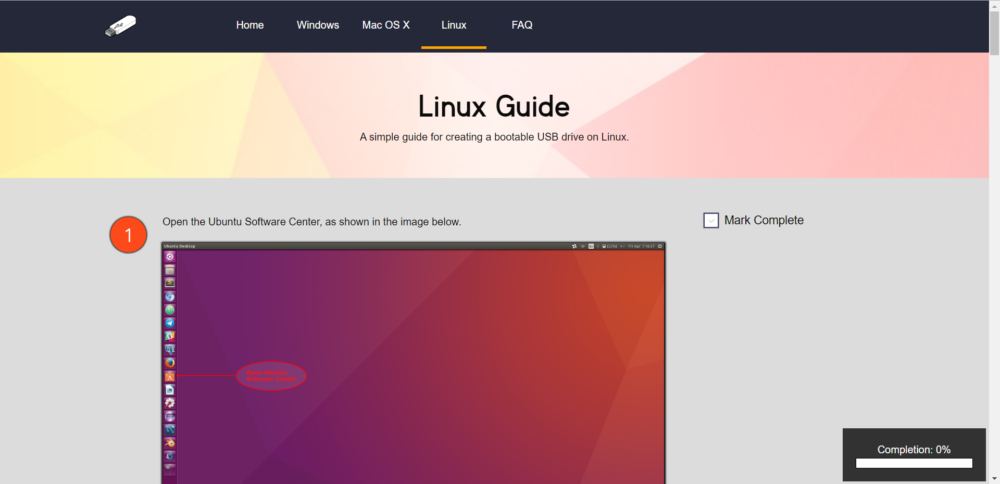 Home
Windows
Mac OS X
Linux
FAQ
Linux Guide
A simple guide for creating a bootable USB drive on Linux.
1
Open the Ubuntu Software Center, as shown in the image below.
Mark Complete
Ubuntu Desktop
En
(55%)
Fri Apr 7 16:57
Open Ubuntu
Software Center
Completion: 0%